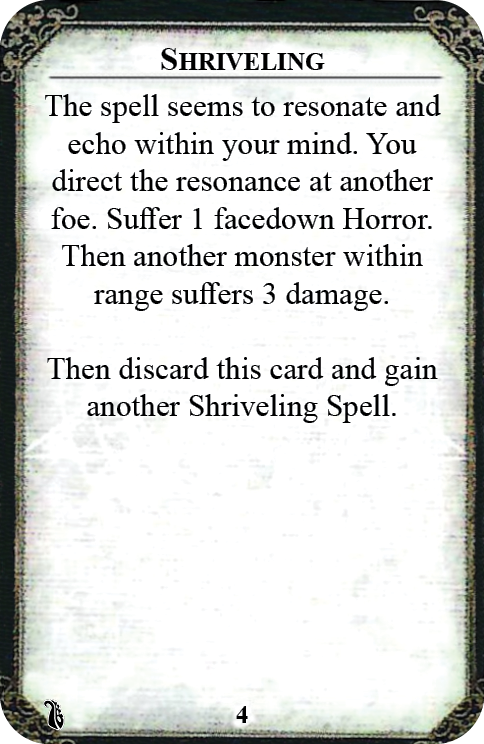 SHRIVELING
The spell seems to resonate and
echo within your mind. You
direct the resonance at another
foe. Suffer 1 facedown Horror.
Then another monster within
range suffers 3 damage.
Then discard this card and gain
another Shriveling Spell.
4